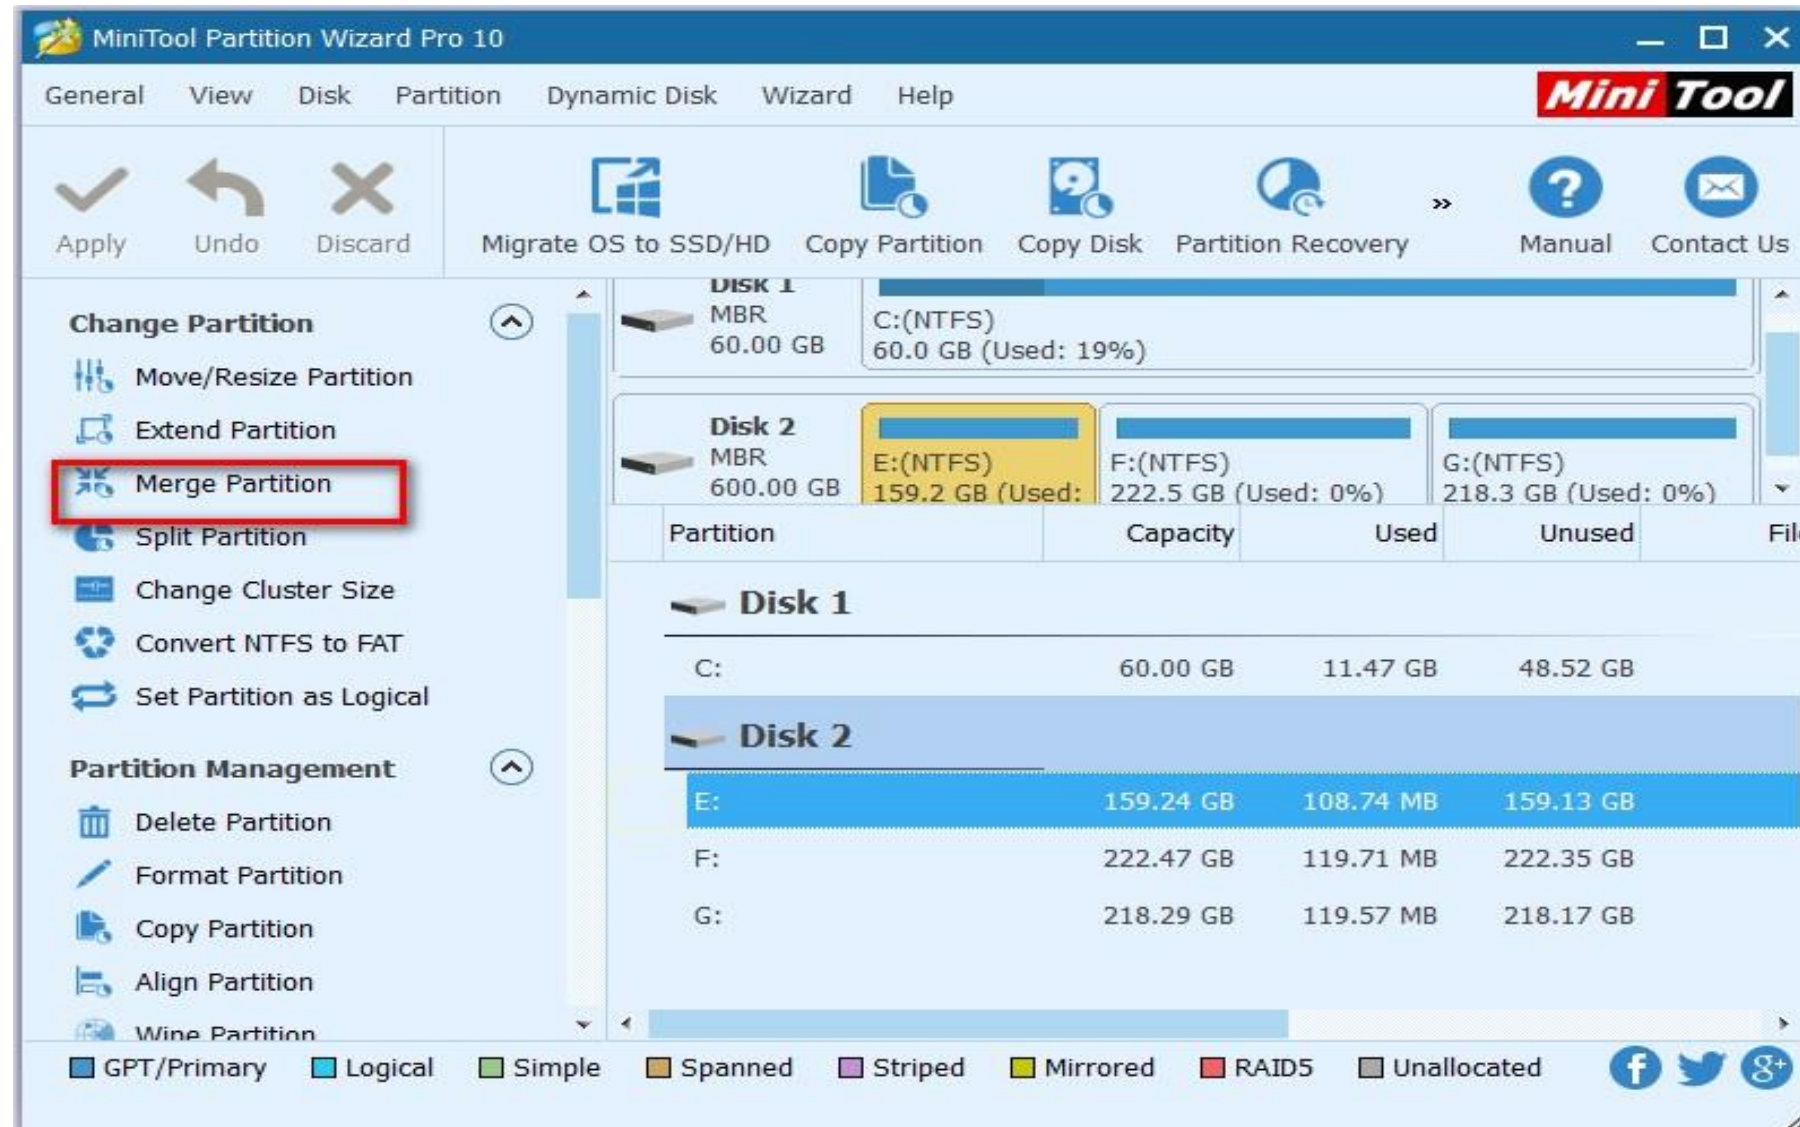 MiniTool Partition Wizard Pro 10
General View Disk Partition Dynamic Disk Wizard Help
Mini Tool
Apply Undo Discard Migrate OS to SSD/HD Copy Partition Copy Disk Partition Recovery » Manual Contact Us
Change Partition
Move/Resize Partition
Extend Partition
Merge Partition
Split Partition
Change Cluster Size
Convert NTFS to FAT
Set Partition as Logical
Partition Management
Delete Partition
Format Partition
Copy Partition
Align Partition
Wipe Partition
Disk 1
MBR
60.00 GB
C:(NTFS)
60.0 GB (Used: 19%)
Disk 2
MBR
600.00 GB
E:(NTFS)
159.2 GB (Used:
F:(NTFS)
222.5 GB (Used: 0%)
G:(NTFS)
218.3 GB (Used: 0%)
Partition Capacity Used Unused Fil
Disk 1
C: 60.00 GB 11.47 GB 48.52 GB
Disk 2
E: 159.24 GB 108.74 MB 159.13 GB
F: 222.47 GB 119.71 MB 222.35 GB
G: 218.29 GB 119.57 MB 218.17 GB
GPT/Primary Logical Simple Spanned Striped Mirrored RAID5 Unallocated